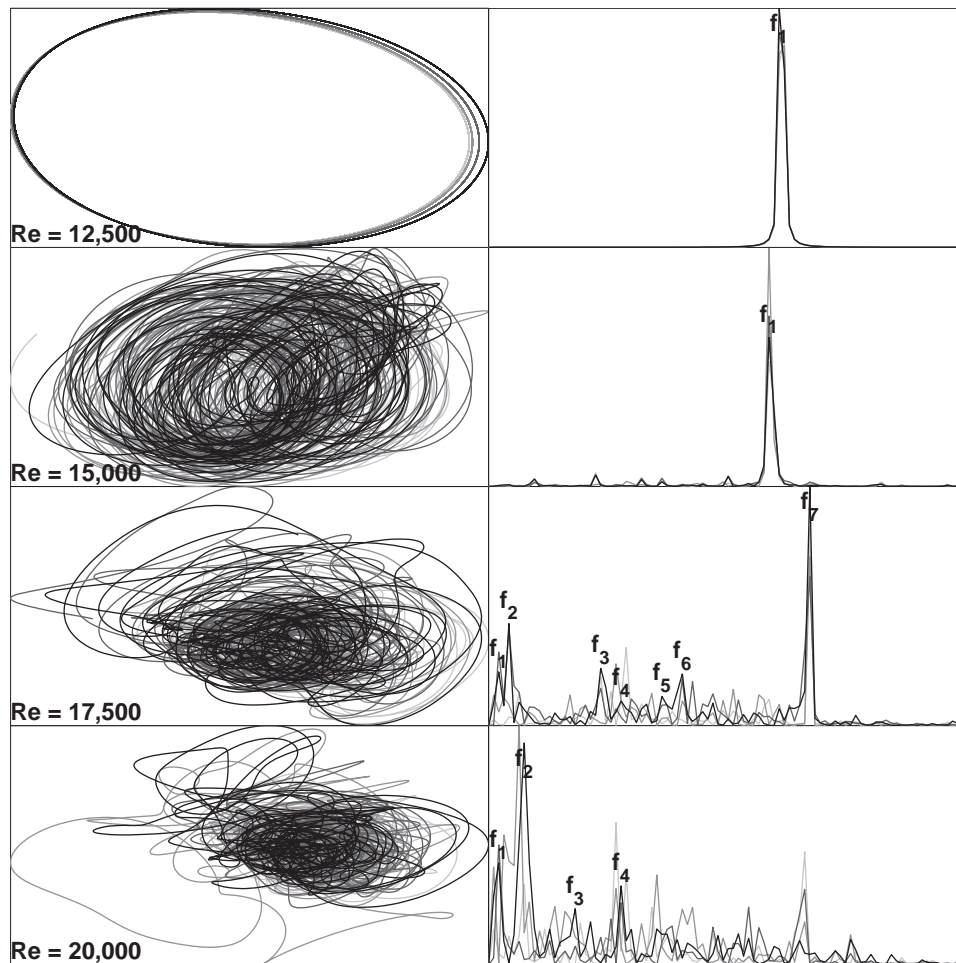 f1
Re = 12,500
f1
Re = 15,000
f7
f2
f1 f3 f6
f4 f5
Re = 17,500
f2
f1
f3 f4
Re = 20,000